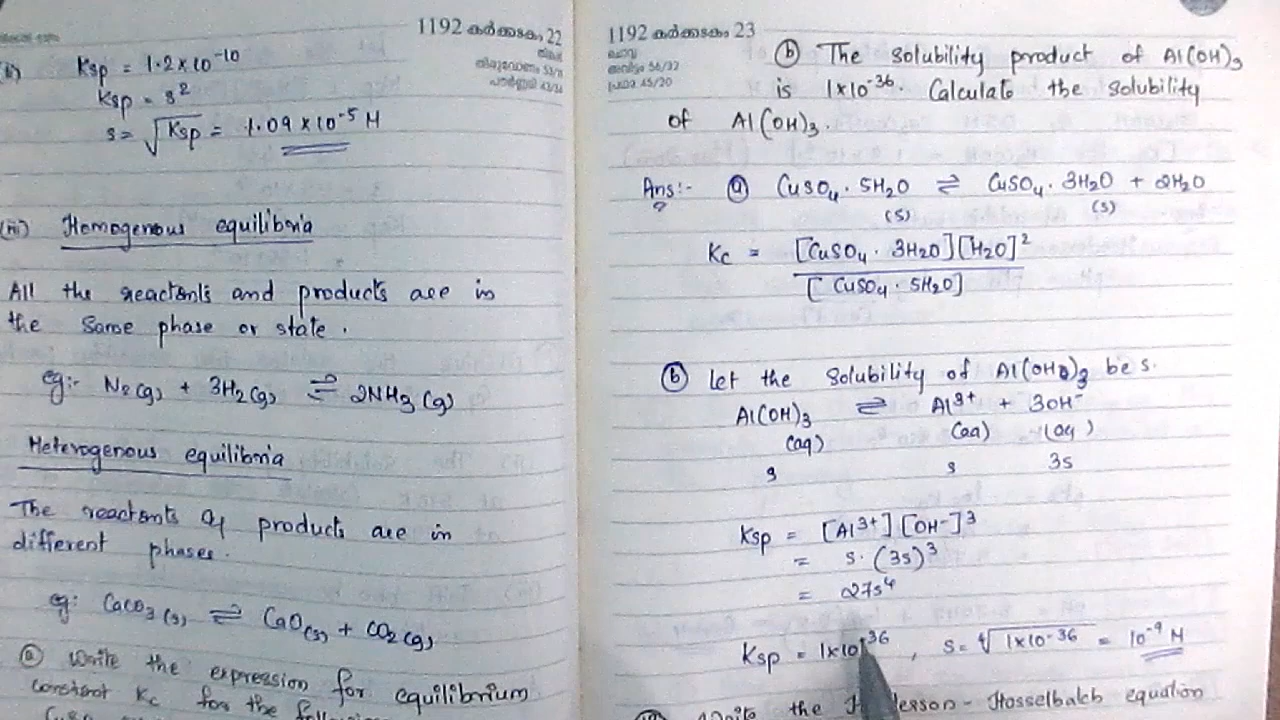 1192 കർക്കടകം 22
(ii) Ksp = 1.2 x 10⁻¹⁰
Ksp = s²
s = √Ksp = 1.09 x 10⁻⁵ M
(iii) Homogenous equilibria
All the reactants and products are in
the same phase or state.
eg:- N2(g) + 3H2(g) ⇌ 2NH3(g)
Heterogenous equilibria
The reactants & products are in
different phases.
eg: CaCO3(s) ⇌ CaO(s) + CO2(g)
(a) Write the expression for equilibrium
constant Kc for the
1192 കർക്കടകം 23
(b) The solubility product of Al(OH)3
is 1x10⁻³⁶. Calculate the solubility
of Al(OH)3.
Ans:- (a) CuSO4 . 5H2O ⇌ CuSO4 . 3H2O + 2H2O
(s) (s)
Kc = [CuSO4 . 3H2O][H2O]²
[CuSO4 . 5H2O]
(b) Let the solubility of Al(OH)3 be s.
Al(OH)3 ⇌ Al³⁺ + 3OH⁻
(aq) (aq) (aq)
s s 3s
Ksp = [Al³⁺][OH⁻]³
= s . (3s)³
= 27s⁴
Ksp = 1x10⁻³⁶, s = ∜1x10⁻³⁶ = 10⁻⁹ M
Write the Henderson - Hasselbalch equation